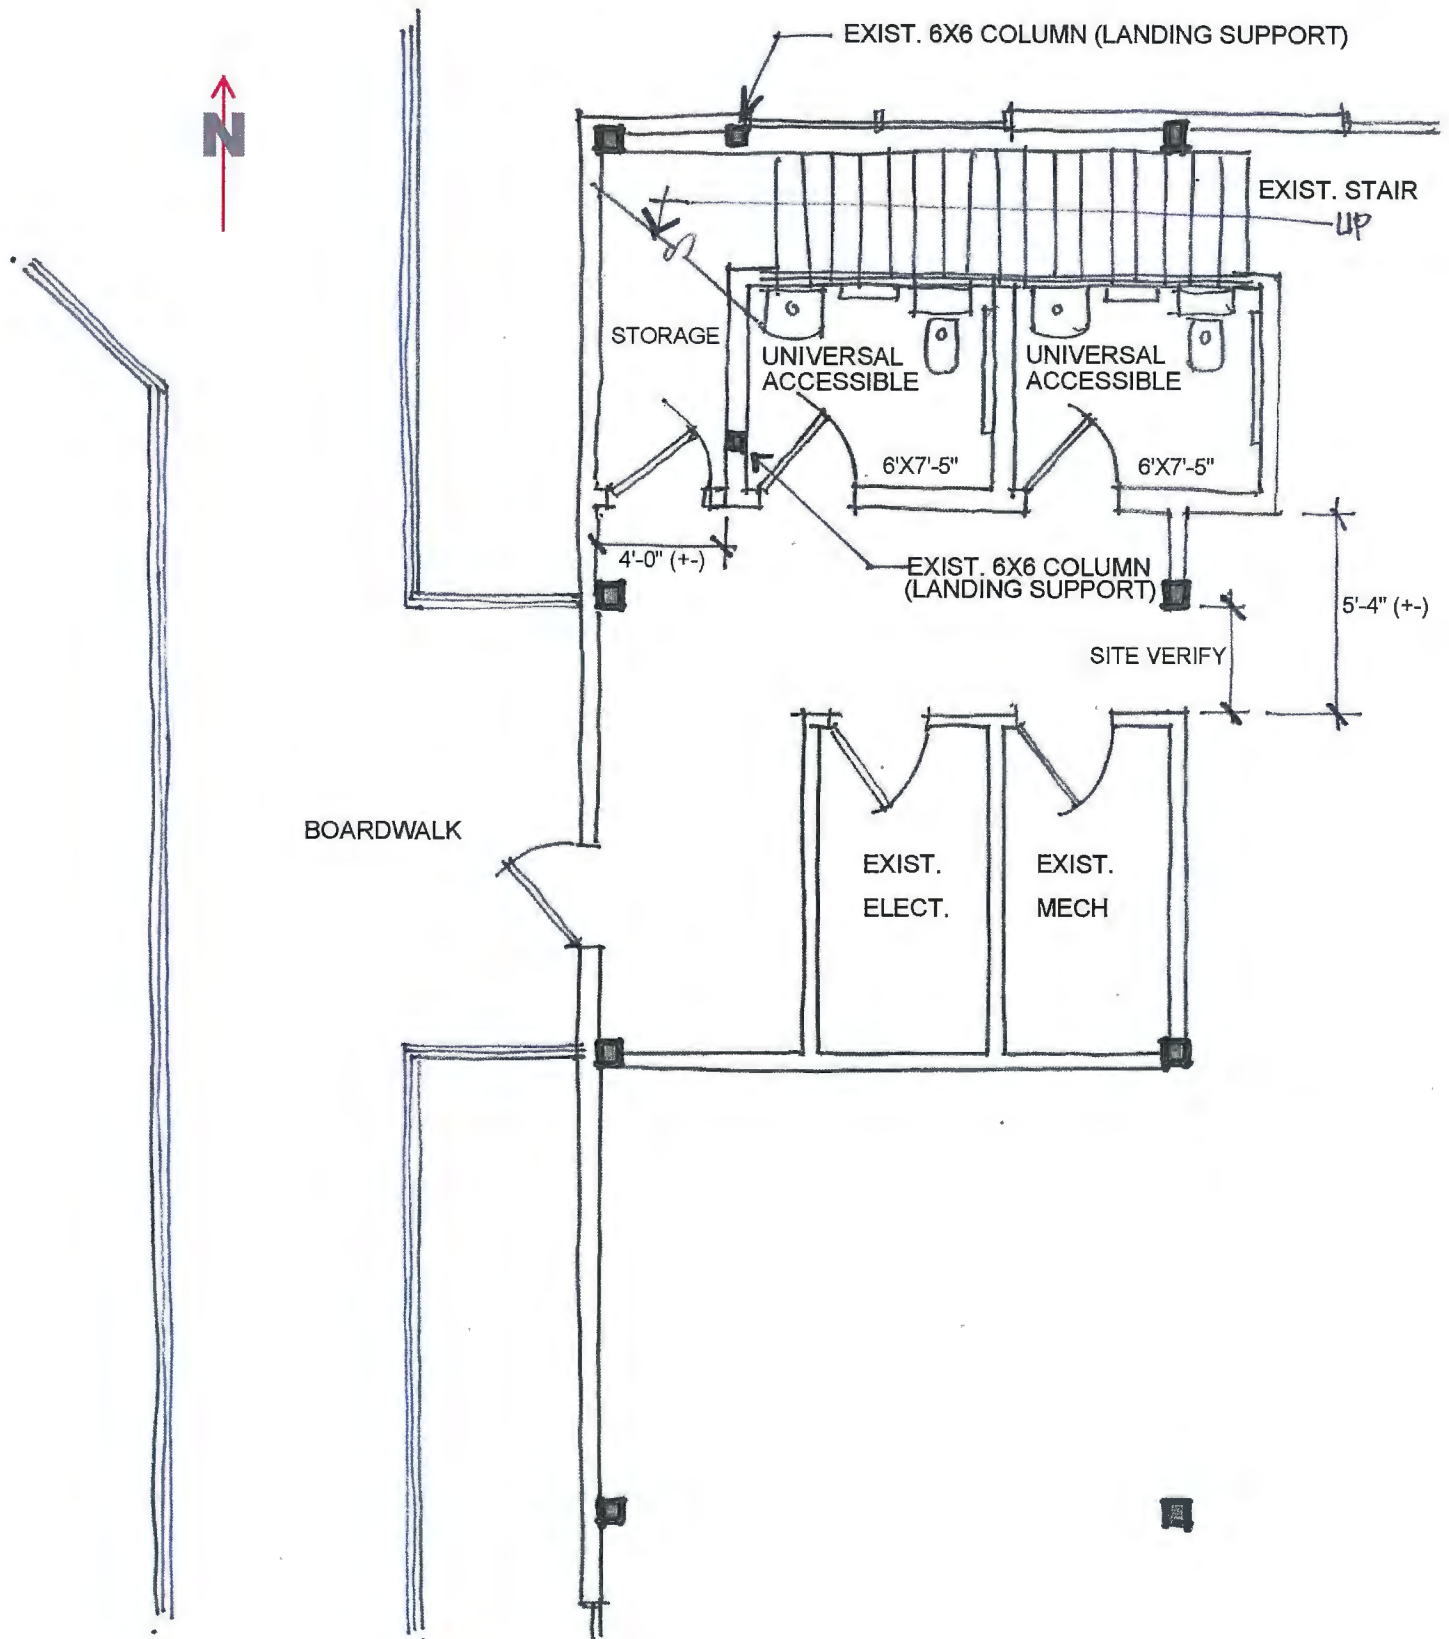 EXIST. 6X6 COLUMN (LANDING SUPPORT)
N
EXIST. STAIR
UP
STORAGE
UNIVERSAL
ACCESSIBLE
UNIVERSAL
ACCESSIBLE
6'X7'-5"
6'X7'-5"
4'-0" (+-)
EXIST. 6X6 COLUMN
(LANDING SUPPORT)
5'-4" (+-)
SITE VERIFY
BOARDWALK
EXIST.
ELECT.
EXIST.
MECH